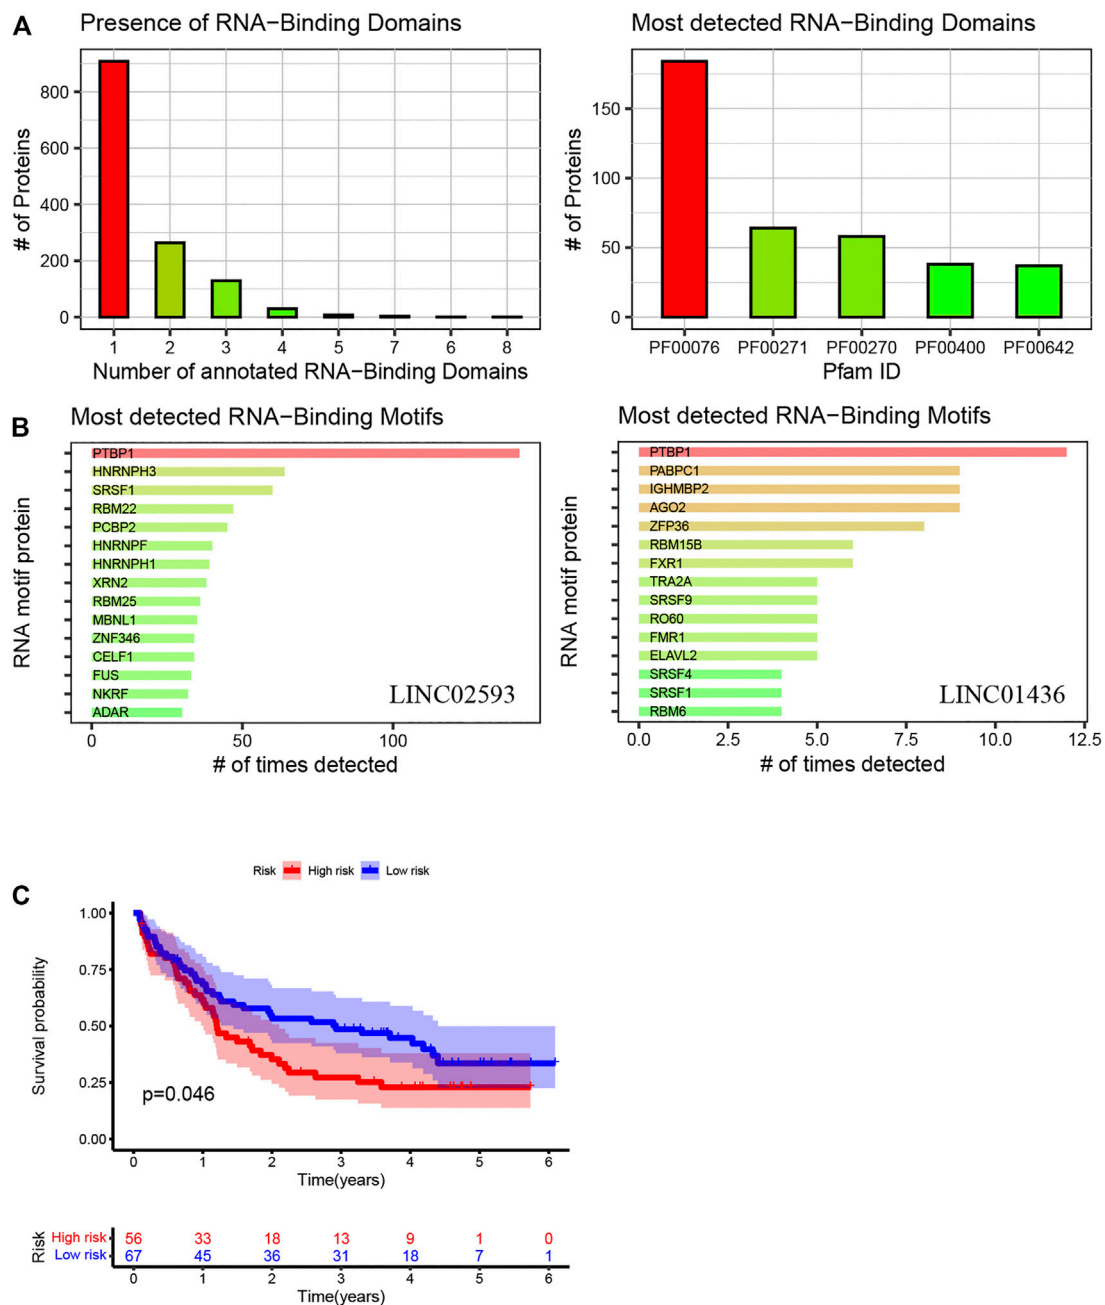 A
Presence of RNA−Binding Domains
# of Proteins
800
600
400
200
0
1 2 3 4 5 7 6 8
Number of annotated RNA−Binding Domains
Most detected RNA−Binding Domains
# of Proteins
150
100
50
0
PF00076 PF00271 PF00270 PF00400 PF00642
Pfam ID
B
Most detected RNA−Binding Motifs
RNA motif protein
PTBP1
HNRNPH3
SRSF1
RBM22
PCBP2
HNRNPF
HNRNPH1
XRN2
RBM25
MBNL1
ZNF346
CELF1
FUS
NKRF
ADAR
LINC02593
0 50 100
# of times detected
Most detected RNA−Binding Motifs
RNA motif protein
PTBP1
PABPC1
IGHMBP2
AGO2
ZFP36
RBM15B
FXR1
TRA2A
SRSF9
RO60
FMR1
ELAVL2
SRSF4
SRSF1
RBM6
LINC01436
0.0 2.5 5.0 7.5 10.0 12.5
# of times detected
C
Risk High risk Low risk
Survival probability
1.00
0.75
0.50
0.25
0.00
p=0.046
0 1 2 3 4 5 6
Time(years)
Risk
High risk 56 33 18 13 9 1 0
Low risk 67 45 36 31 18 7 1
0 1 2 3 4 5 6
Time(years)